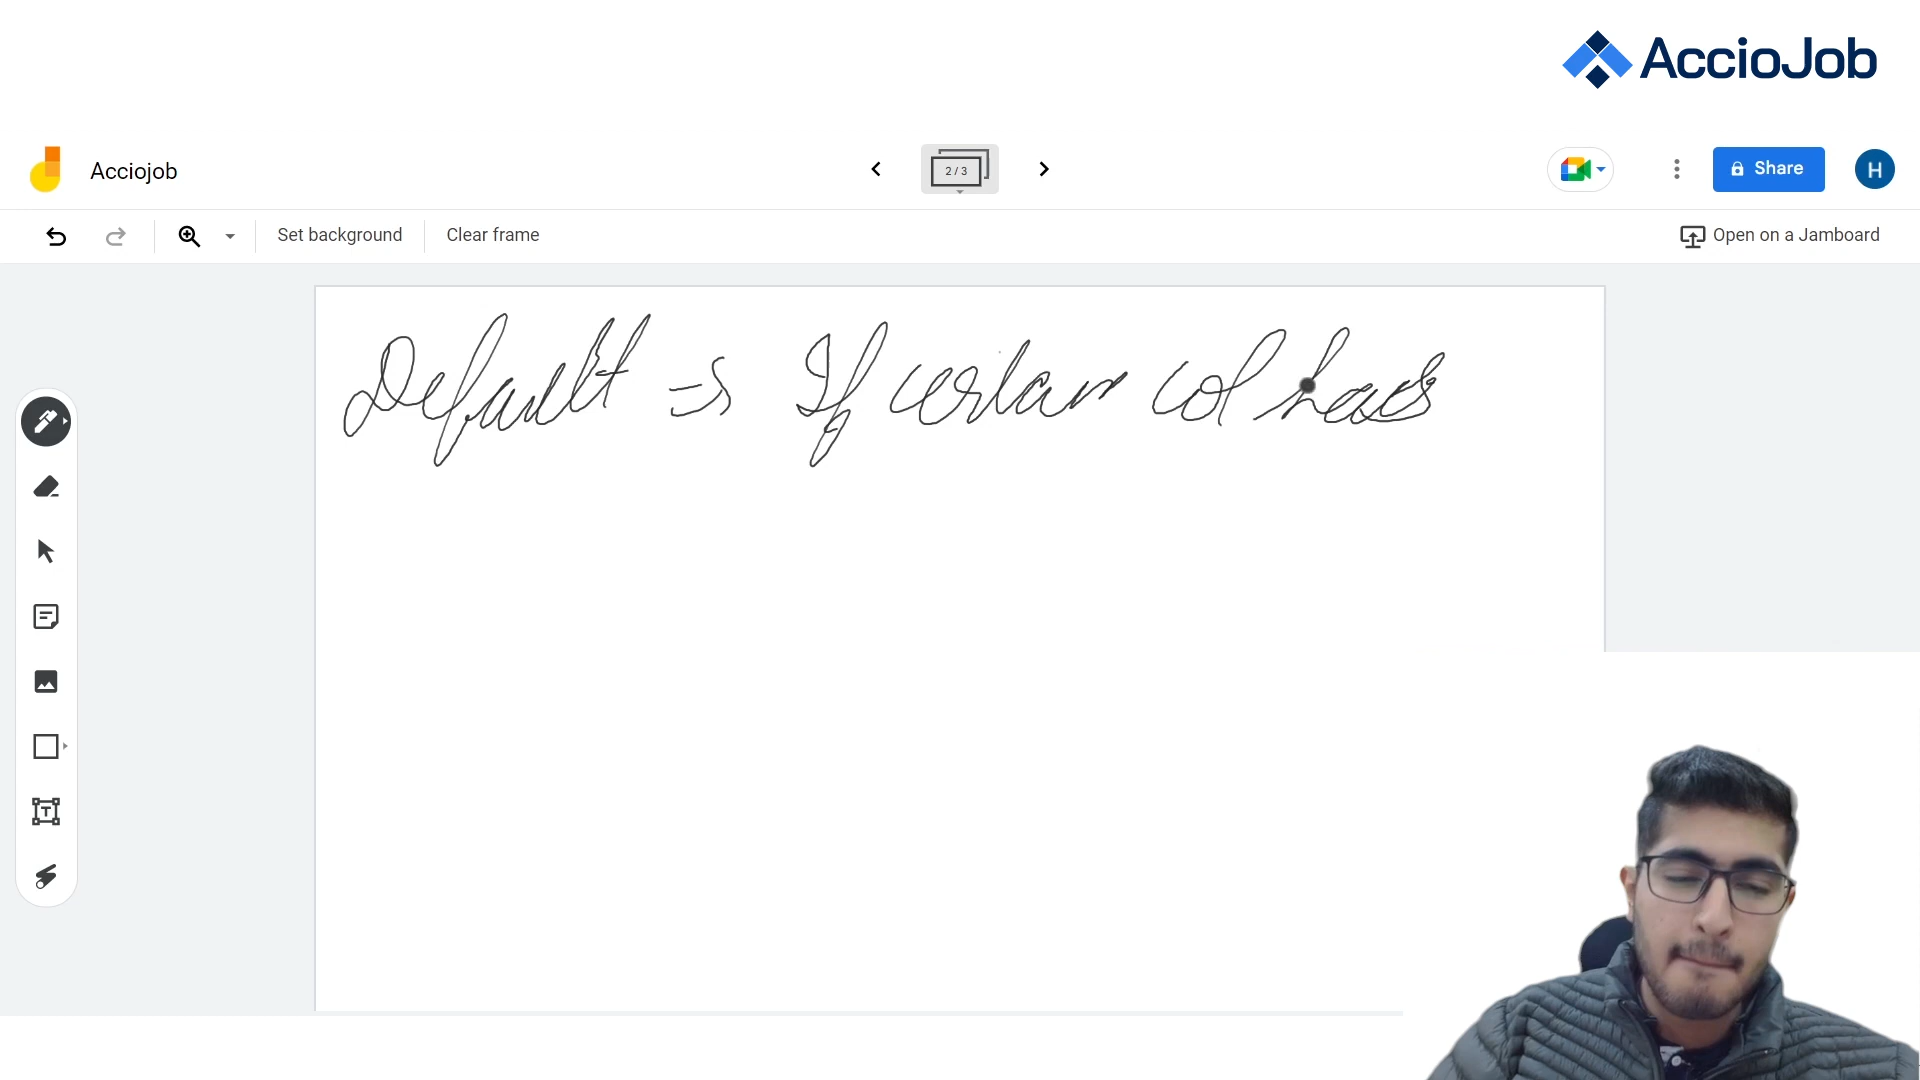 AccioJob
Acciojob
2 / 3
Share
H
Set background
Clear frame
Open on a Jamboard
Default => If certain col has
T